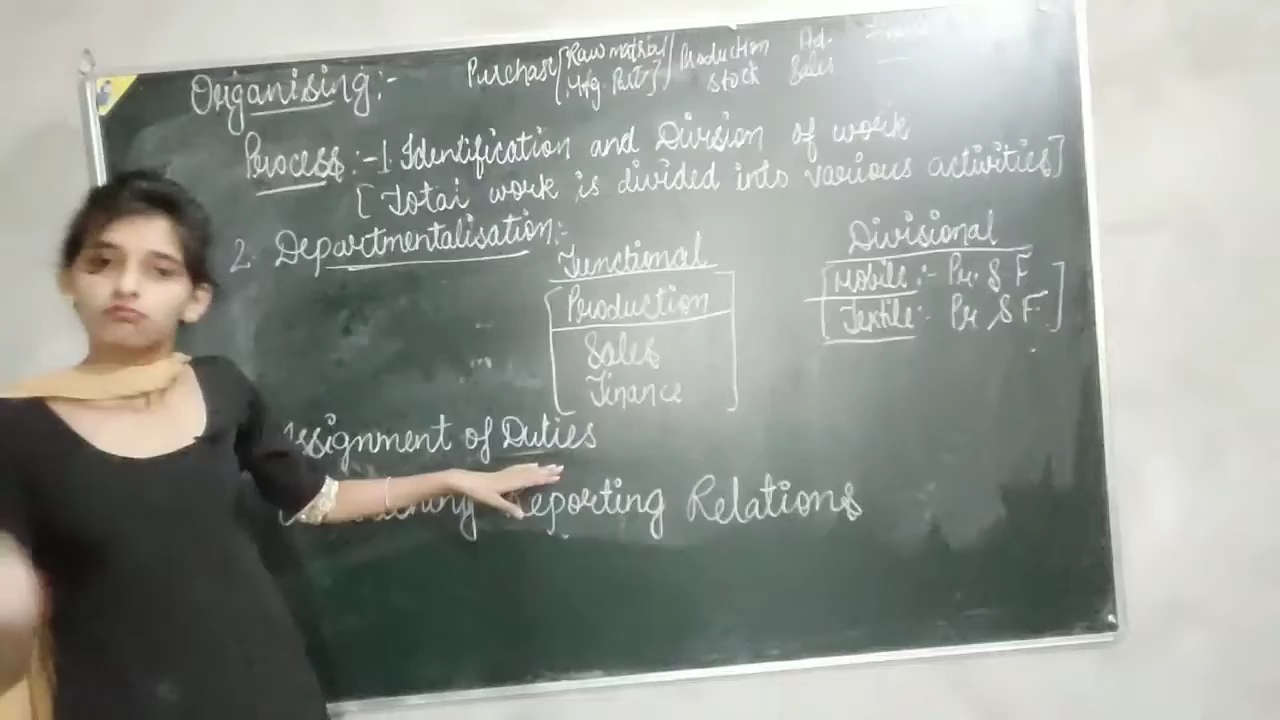 Organising:-
Purchase [Raw material / Production Ad.
Mfg. Stock Sales
Process:-1. Identification and Division of work
[Total work is divided into various activities]
2. Departmentalisation:-
Functional
Production
Sales
Finance
Divisional
Mobile:- Pr. S F
Textile:- Pr S F
Assignment of Duties
Reporting Relations